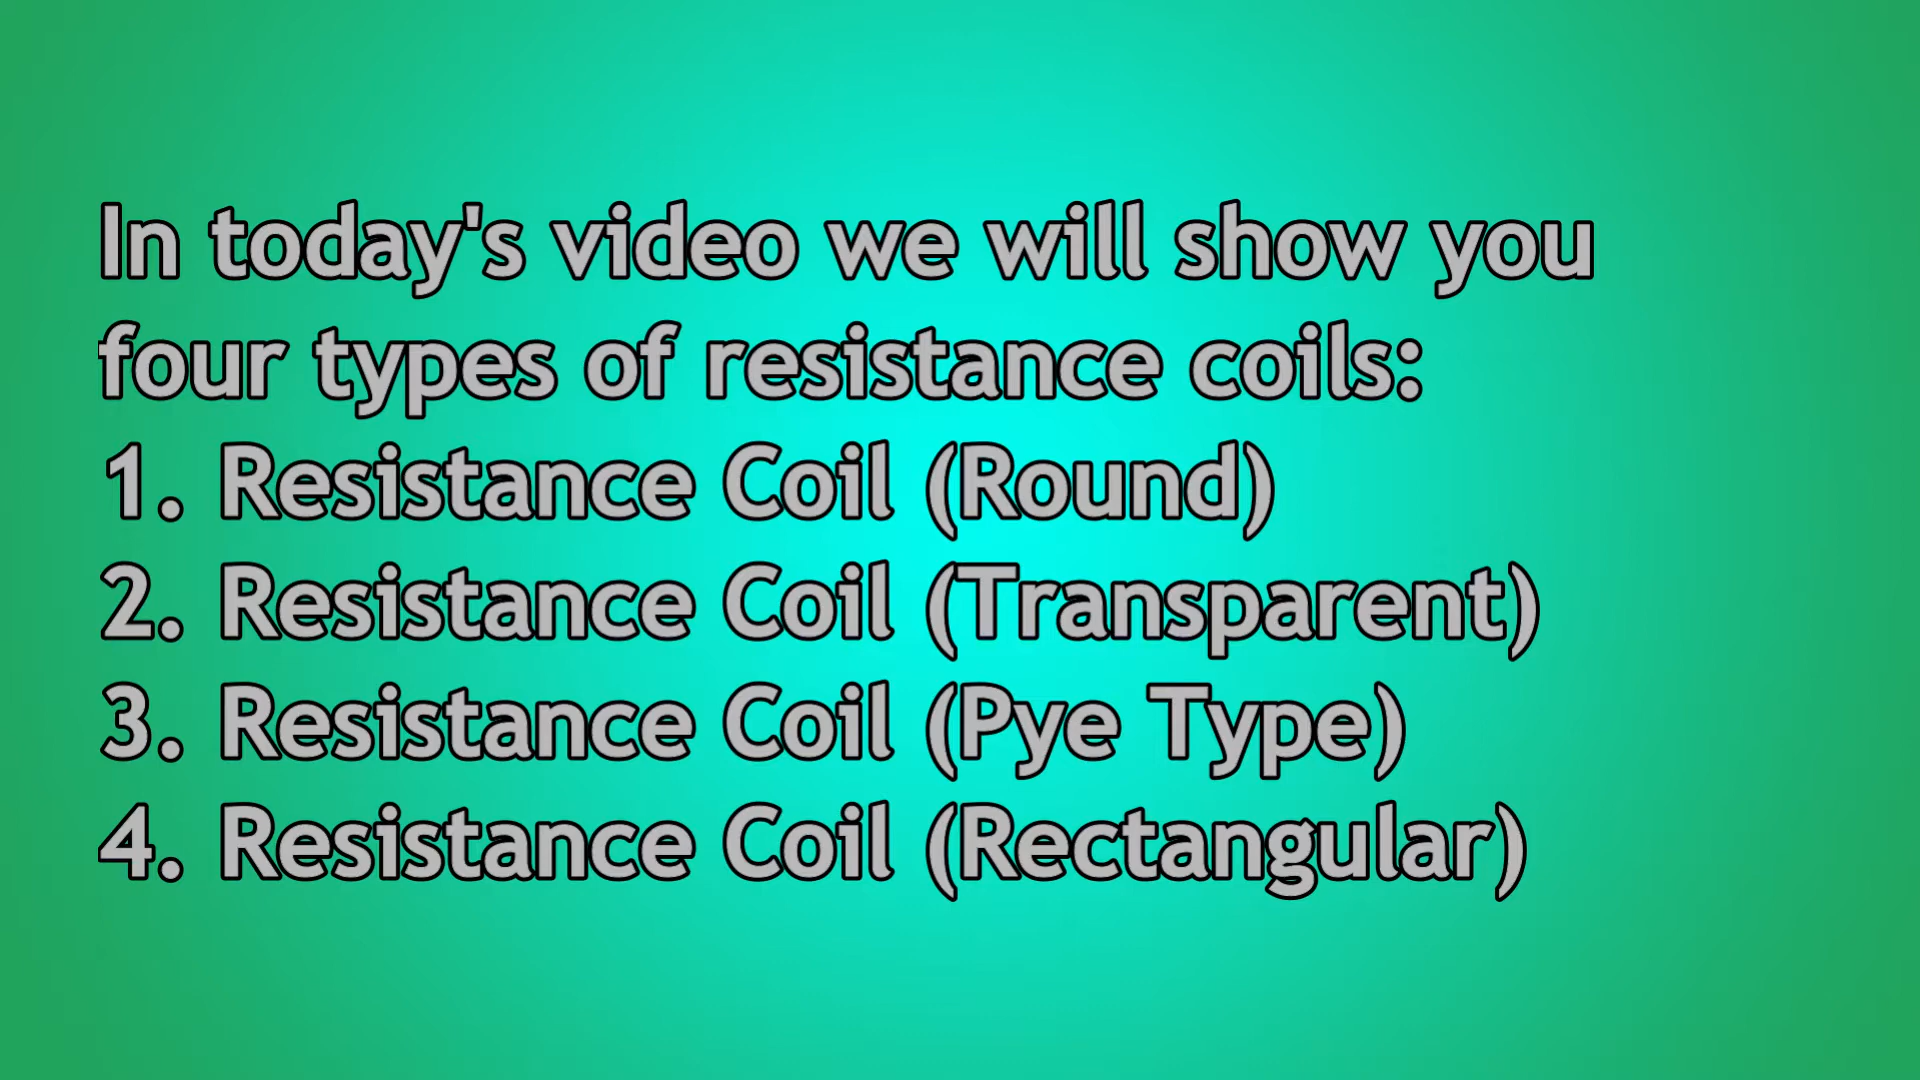 In today's video we will show you
four types of resistance coils:
1. Resistance Coil (Round)
2. Resistance Coil (Transparent)
3. Resistance Coil (Pye Type)
4. Resistance Coil (Rectangular)